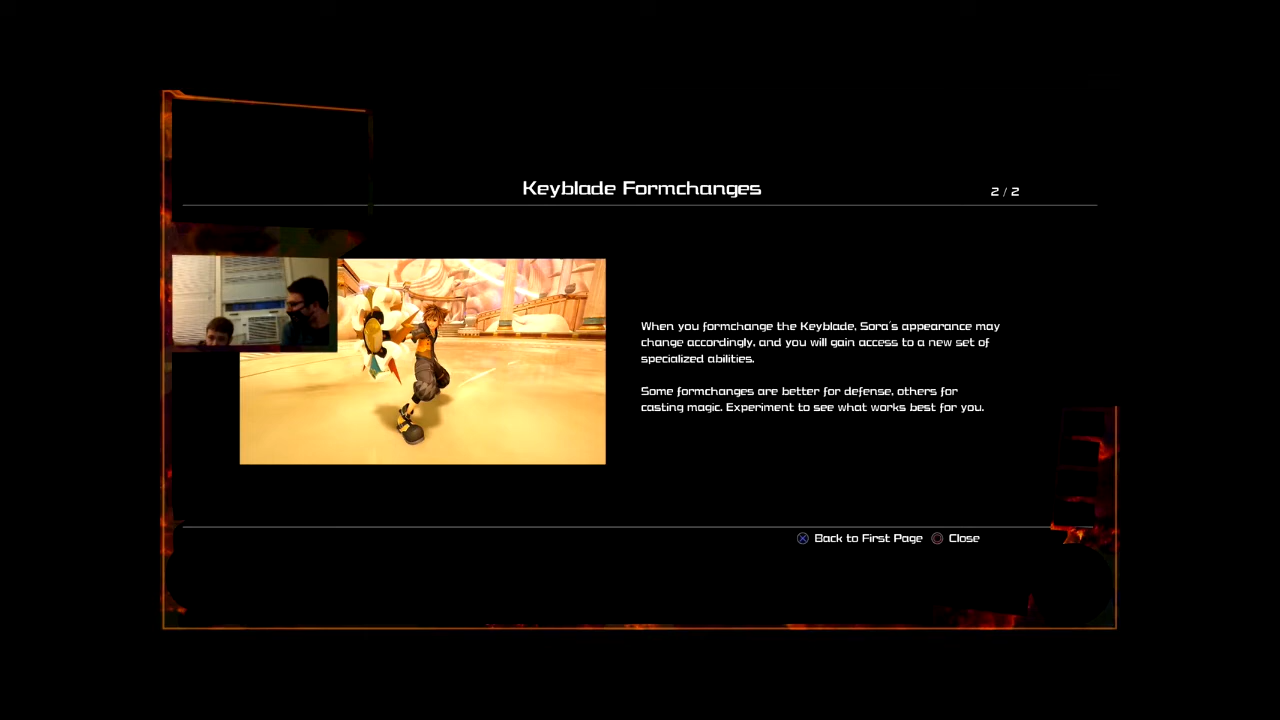 Keyblade Formchanges
2 / 2
When you formchange the Keyblade, Sora's appearance may
change accordingly, and you will gain access to a new set of
specialized abilities.
Some formchanges are better for defense, others for
casting magic. Experiment to see what works best for you.
Back to First Page Close